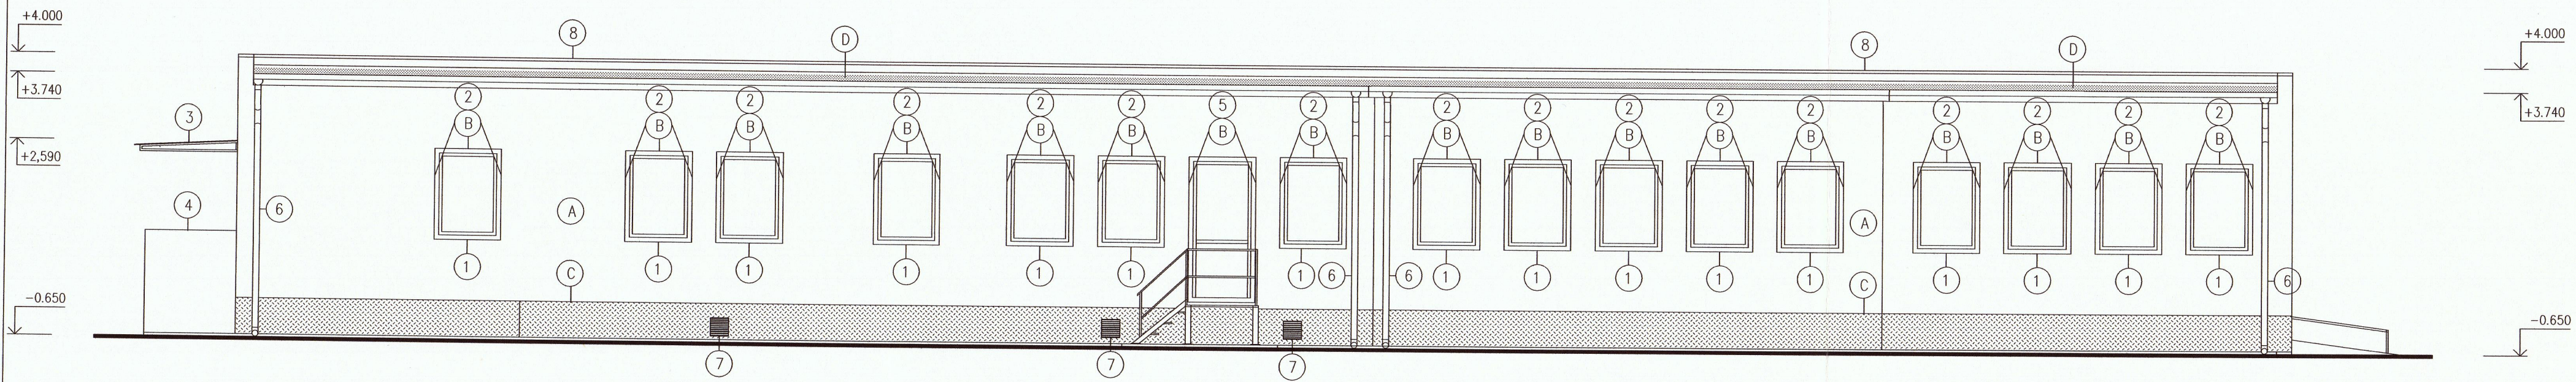 +4.000
8
D
8
D
+4.000
+3.740
+3.740
2 2 2 2 2 2 5 2 2 2 2 2 2 2 2 2 2
B B B B B B B B B B B B B B B B B
3
+2,590
4
6
A
A
1 1 1 1 1 1 1 6 6 1 1 1 1 1 1 1 1 1
C
C
6
-0.650
-0.650
7 7 7